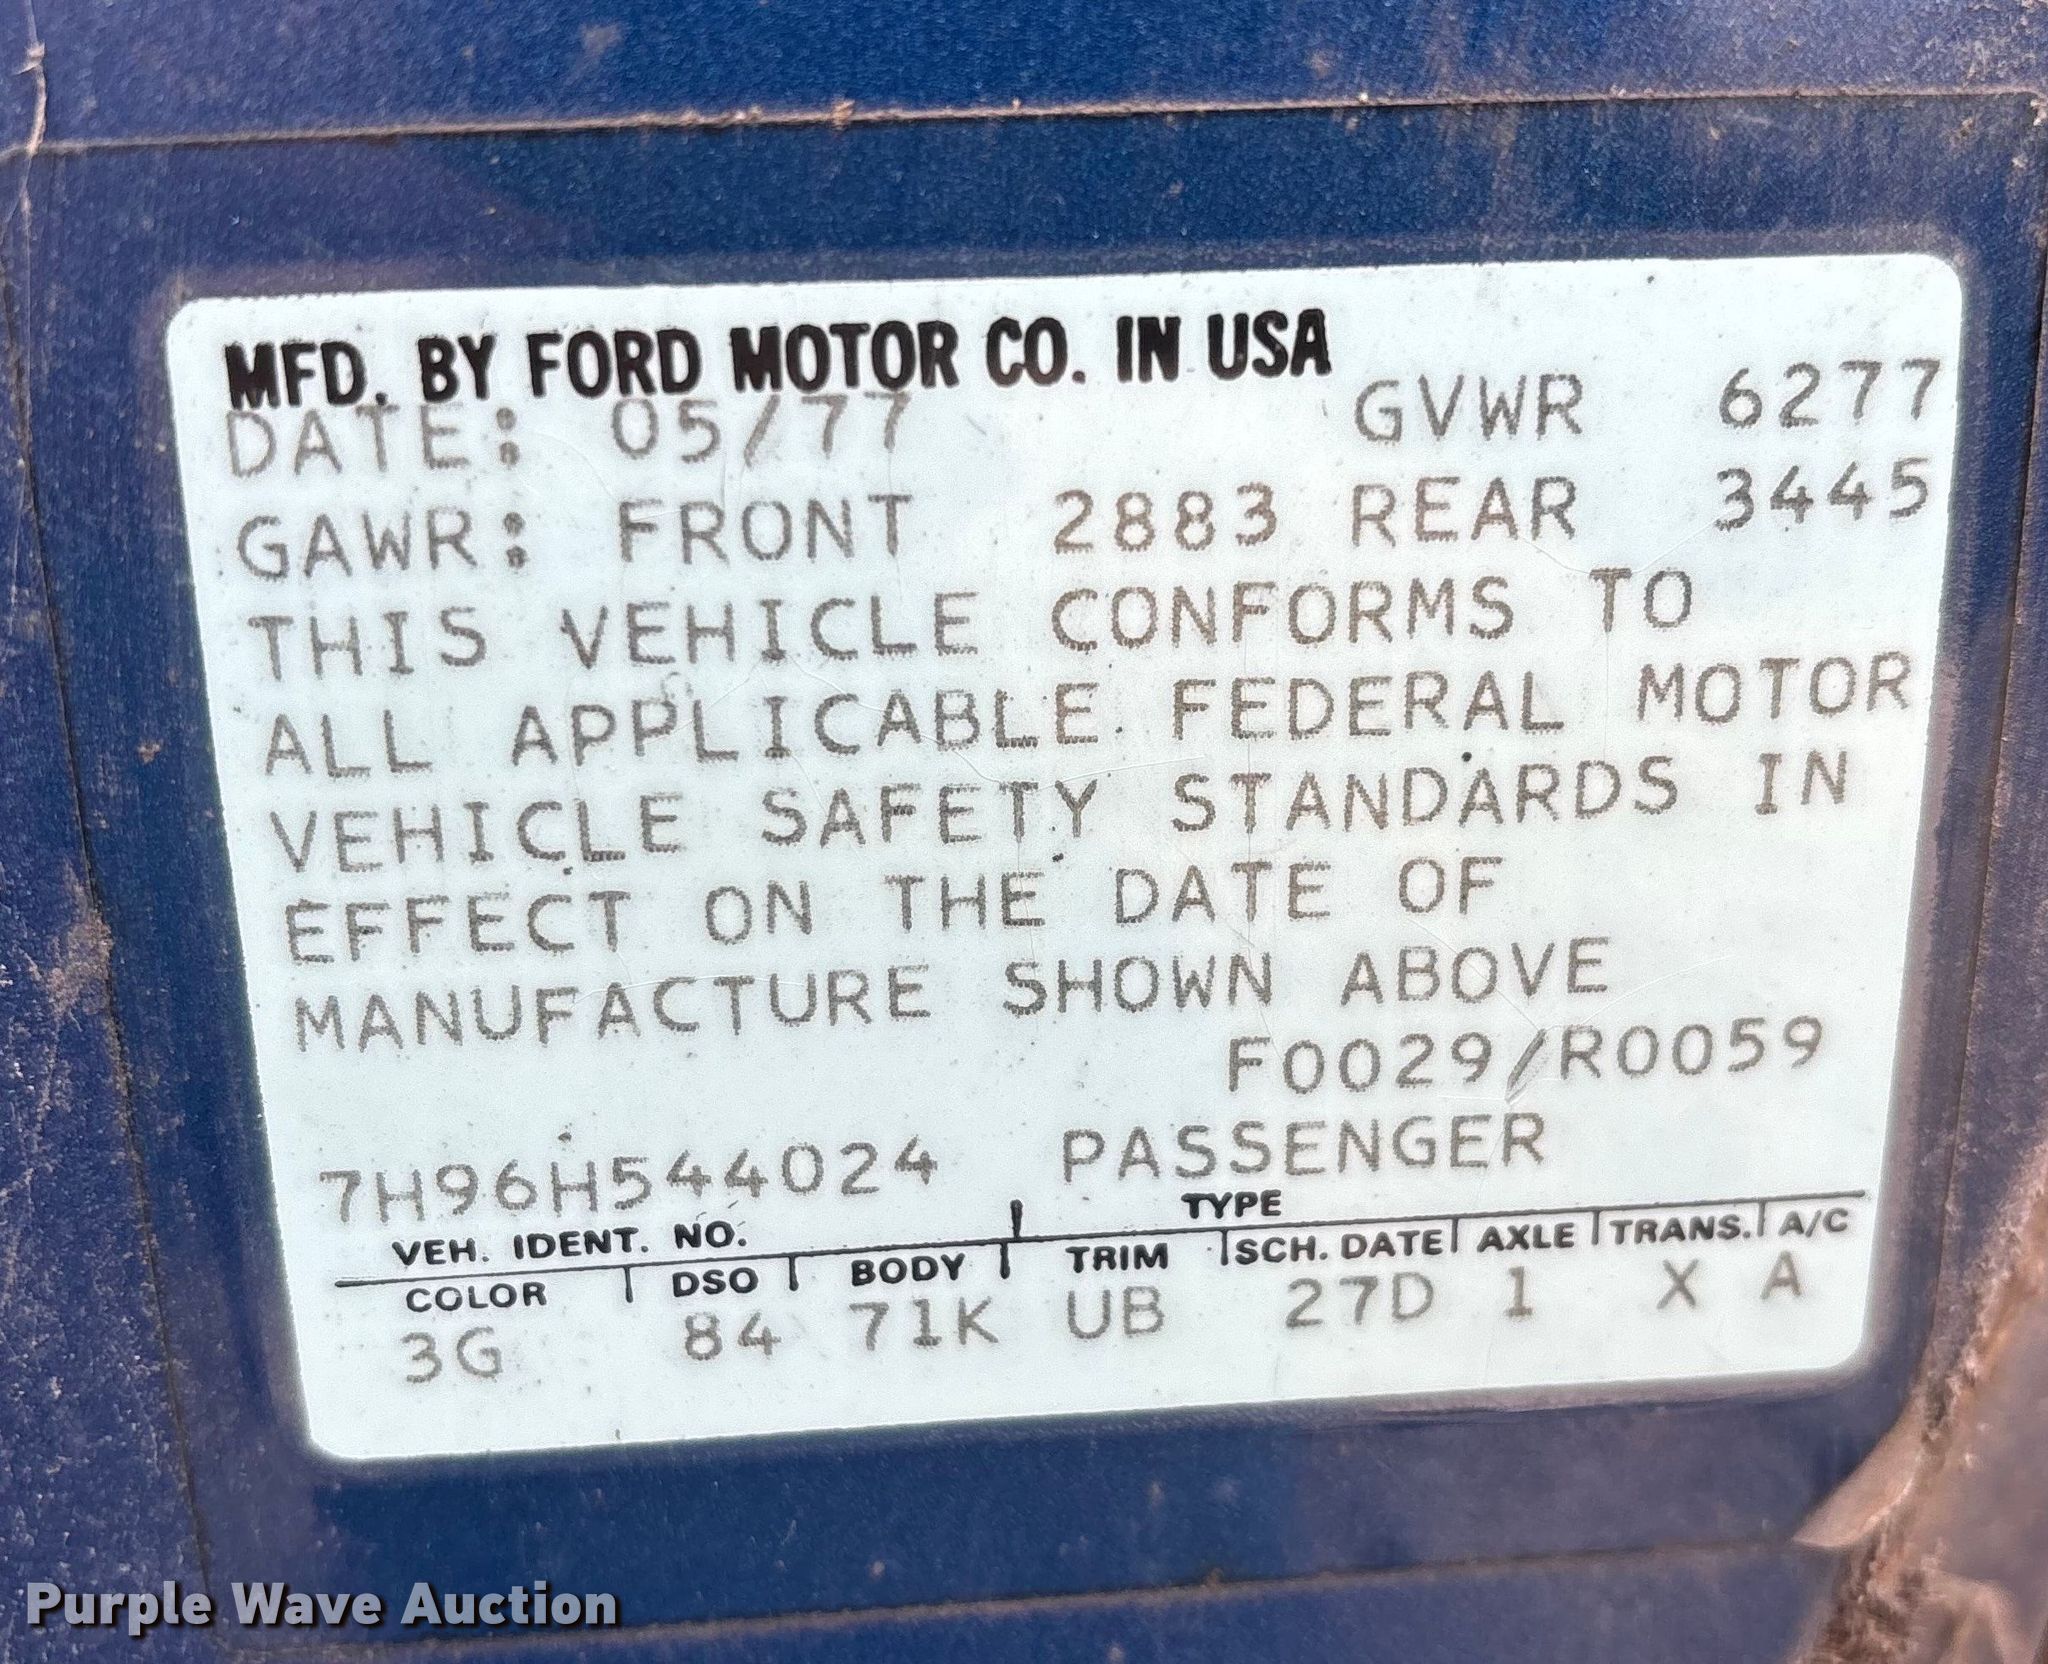 MFD. BY FORD MOTOR CO. IN USA
DATE: 05/77 GVWR 6277
GAWR: FRONT 2883 REAR 3445
THIS VEHICLE CONFORMS TO
ALL APPLICABLE FEDERAL MOTOR
VEHICLE SAFETY STANDARDS IN
EFFECT ON THE DATE OF
MANUFACTURE SHOWN ABOVE
F0029/R0059
7H96H544024 PASSENGER
VEH. IDENT. NO. TYPE
COLOR DSO BODY TRIM SCH. DATE AXLE TRANS. A/C
3G 84 71K UB 27D 1 X A
Purple Wave Auction